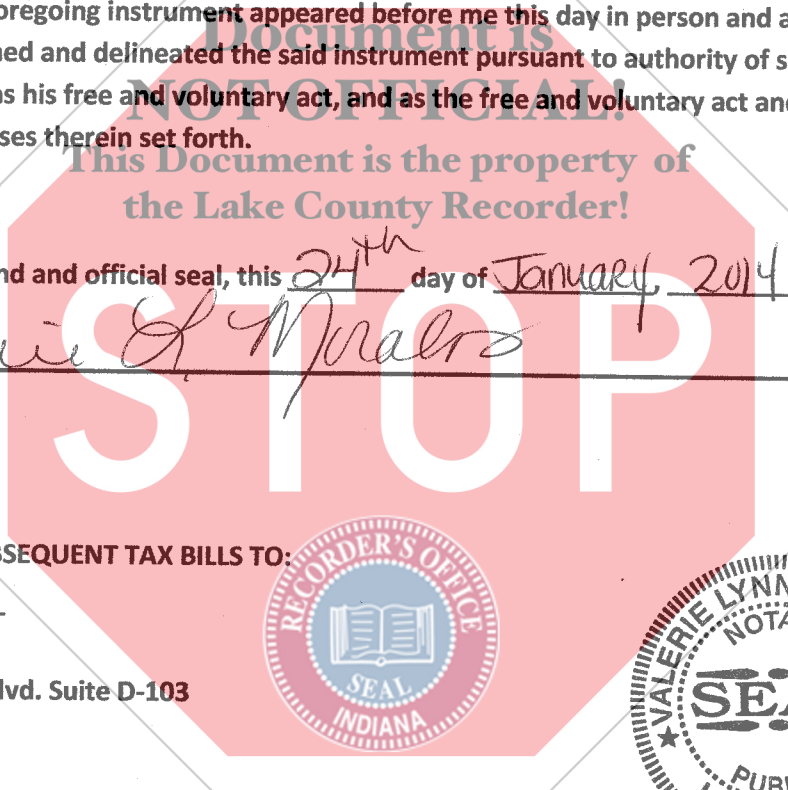 oregoing instrument appeared before me this day in person and a
Document is
ned and delineated the said instrument pursuant to authority of s
NOT OFFICIAL!
as his free and voluntary act, and as the free and voluntary act and
ses therein set forth.
This Document is the property of
the Lake County Recorder!
nd and official seal, this 24th day of January, 2014
ie L Morales
STOP
SEQUENT TAX BILLS TO:
RECORDER'S OFFICE
SEAL
INDIANA
lvd. Suite D-103
VALERIE LYNN
NOTA
SEA
PUB